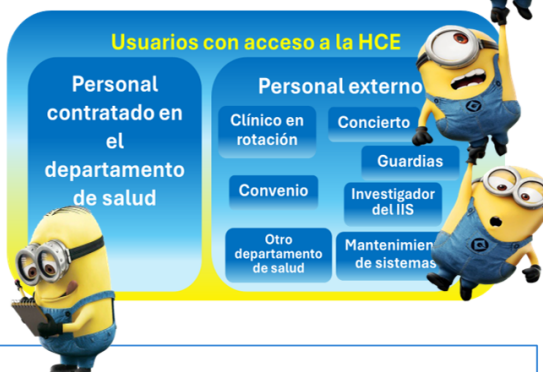 Usuarios con acceso a la HCE
Personal
contratado en
el
departamento
de salud
Personal externo
Clínico en
rotación
Concierto
Guardias
Convenio
Investigador
del IIS
Otro
departamento
de salud
de sistemas